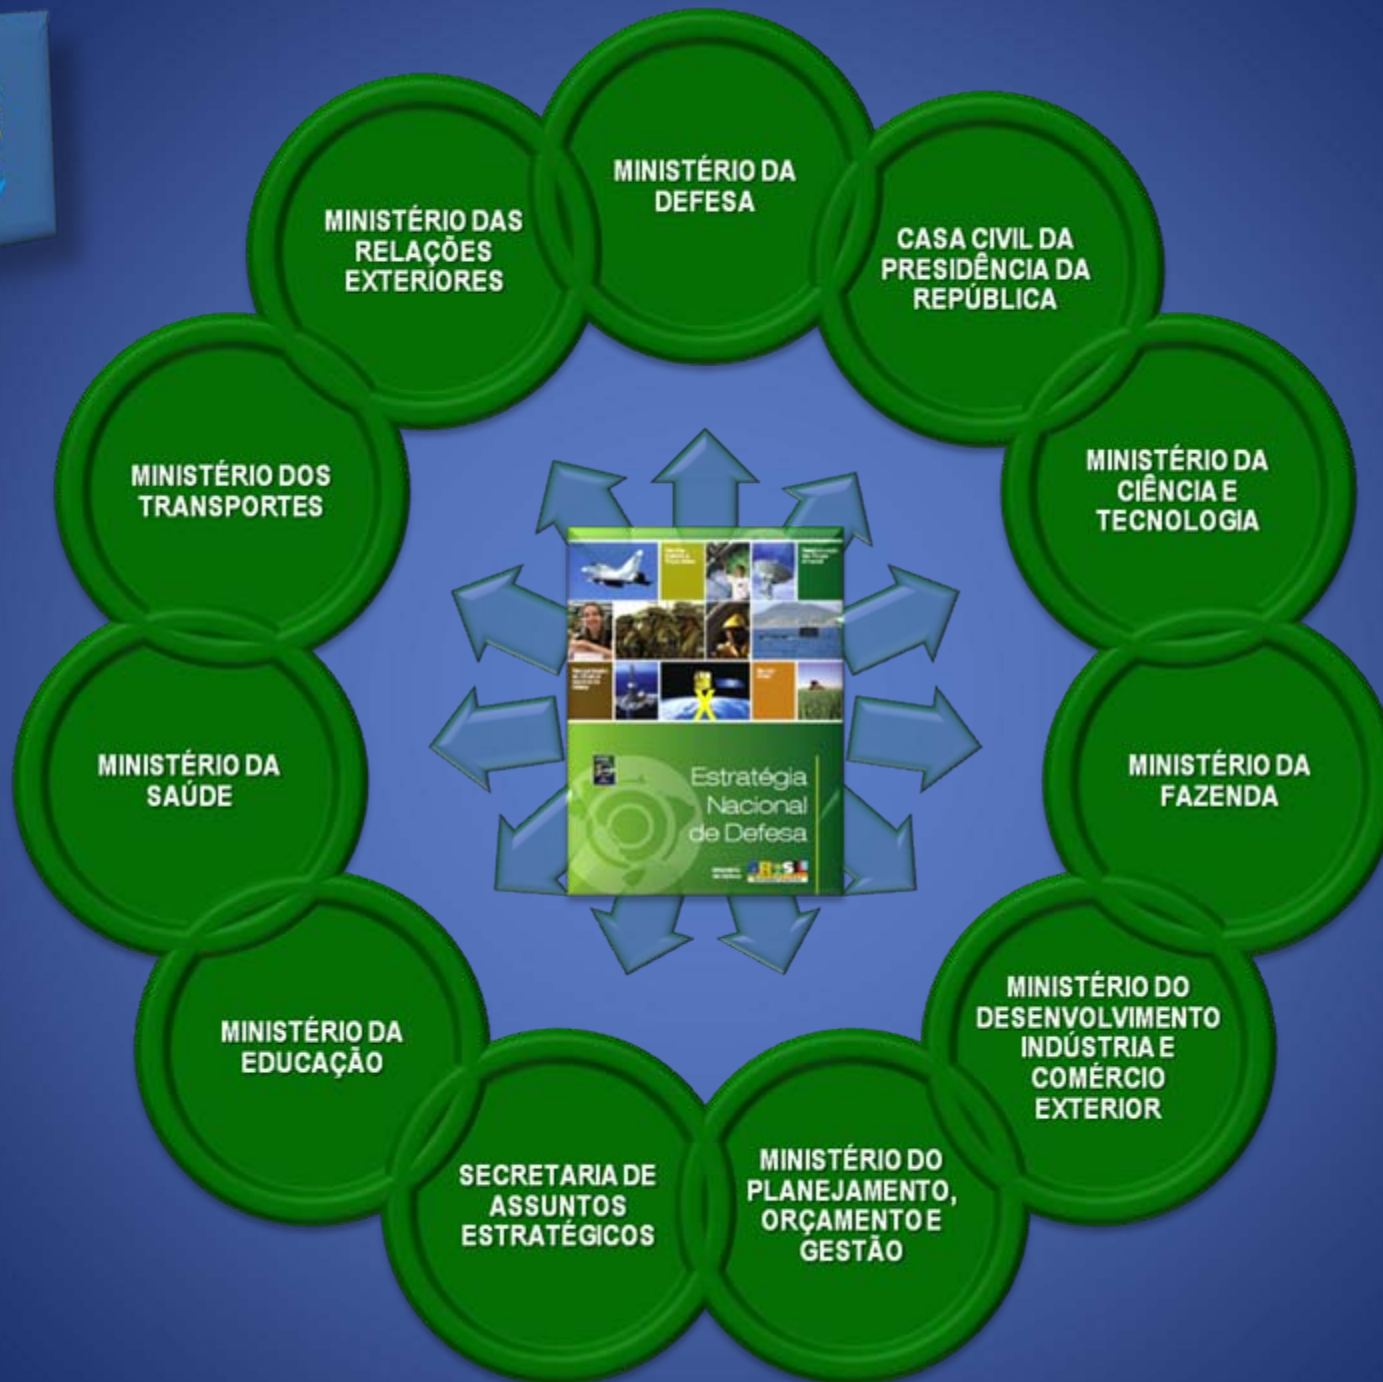 MINISTÉRIO DA
DEFESA
CASA CIVIL DA
PRESIDÊNCIA DA
REPÚBLICA
MINISTÉRIO DA
CIÊNCIA E
TECNOLOGIA
MINISTÉRIO DA
FAZENDA
MINISTÉRIO DO
DESENVOLVIMENTO
INDÚSTRIA E
COMÉRCIO
EXTERIOR
MINISTÉRIO DO
PLANEJAMENTO,
ORÇAMENTO E
GESTÃO
SECRETARIA DE
ASSUNTOS
ESTRATÉGICOS
MINISTÉRIO DA
EDUCAÇÃO
MINISTÉRIO DA
SAÚDE
MINISTÉRIO DOS
TRANSPORTES
MINISTÉRIO DAS
RELAÇÕES
EXTERIORES
Estratégia
Nacional
de Defesa